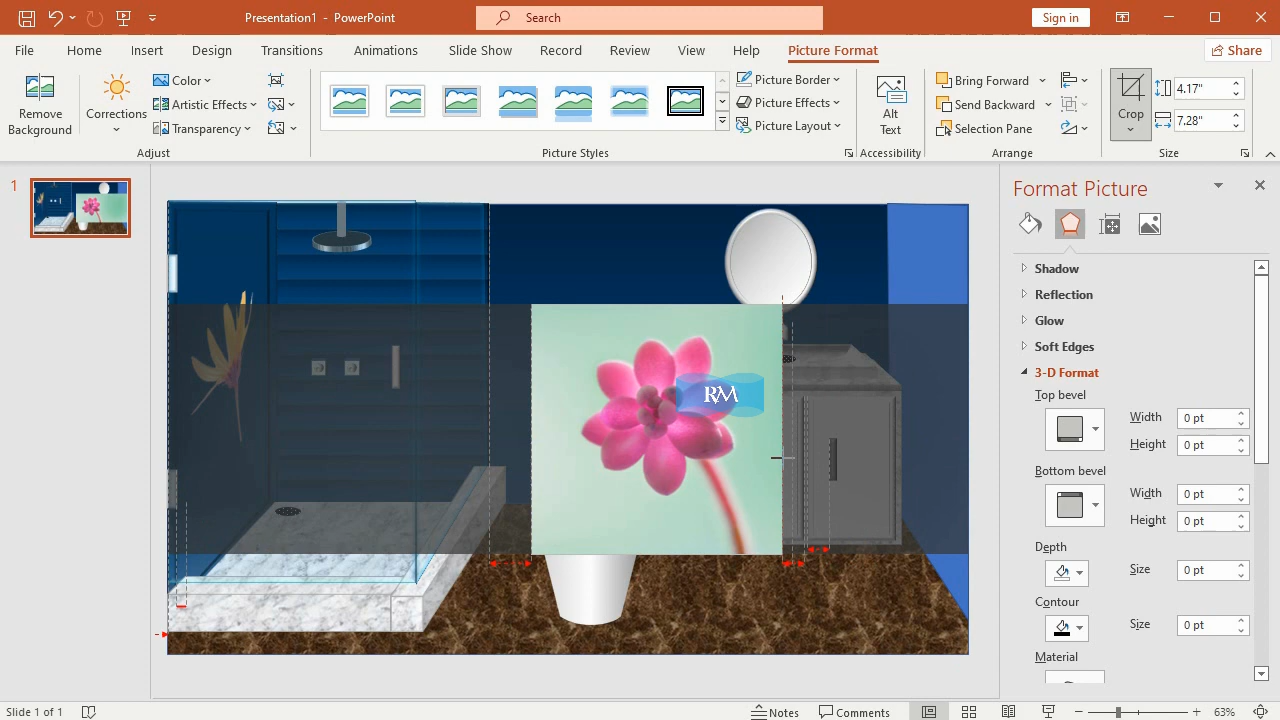 Presentation1 - PowerPoint
Search
Sign in
File
Home
Insert
Design
Transitions
Animations
Slide Show
Record
Review
View
Help
Picture Format
Share
Remove
Background
Corrections
Color
Artistic Effects
Transparency
Adjust
Picture Styles
Picture Border
Picture Effects
Picture Layout
Alt
Text
Accessibility
Bring Forward
Send Backward
Selection Pane
Arrange
Crop
4.17"
7.28"
Size
1
RM
Format Picture
Shadow
Reflection
Glow
Soft Edges
3-D Format
Top bevel
Width
0 pt
Height
0 pt
Bottom bevel
Width
0 pt
Height
0 pt
Depth
Size
0 pt
Contour
Size
0 pt
Material
Slide 1 of 1
Notes
Comments
63%